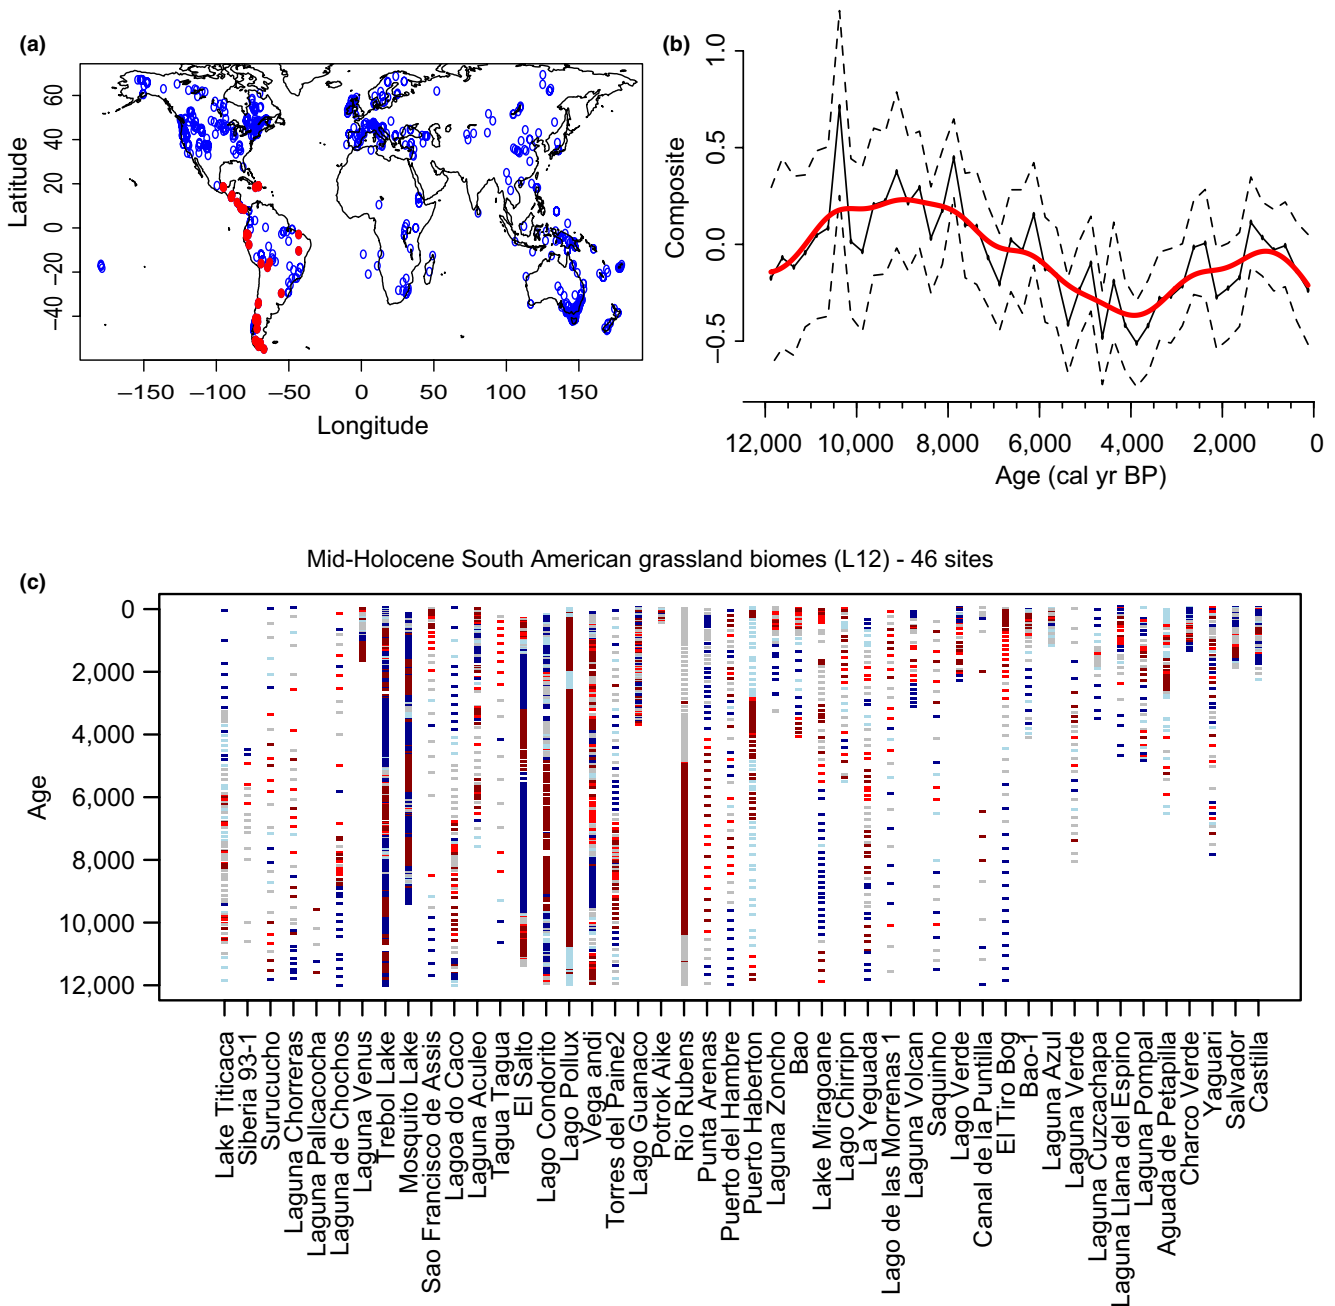 (a)
Latitude
60
40
20
0
−20
−40
−150
−100
−50
0
50
100
150
Longitude
(b)
Composite
1.0
0.5
0.0
−0.5
12,000
10,000
8,000
6,000
4,000
2,000
0
Age (cal yr BP)
Mid-Holocene South American grassland biomes (L12) - 46 sites
(c)
Age
0
2,000
4,000
6,000
8,000
10,000
12,000
Lake Titicaca
Siberia 93-1
Surucucho
Laguna Chorreras
Laguna Pallcacocha
Laguna de Chochos
Laguna Venus
Trebol Lake
Mosquito Lake
Sao Francisco de Assis
Lagoa do Caco
Laguna Aculeo
Tagua Tagua
El Salto
Lago Condorito
Lago Pollux
Vega andi
Torres del Paine2
Lago Guanaco
Potrok Aike
Rio Rubens
Punta Arenas
Puerto del Hambre
Puerto Haberton
Laguna Zoncho
Bao
Lake Miragoane
Lago Chirripn
La Yeguada
Lago de las Morrenas 1
Laguna Volcan
Saquinho
Lago Verde
Canal de la Puntilla
El Tiro Bog
Bao-1
Laguna Azul
Laguna Verde
Laguna Cuzcachapa
Laguna Llana del Espino
Laguna Pompal
Aguada de Petapilla
Charco Verde
Yaguari
Salvador
Castilla